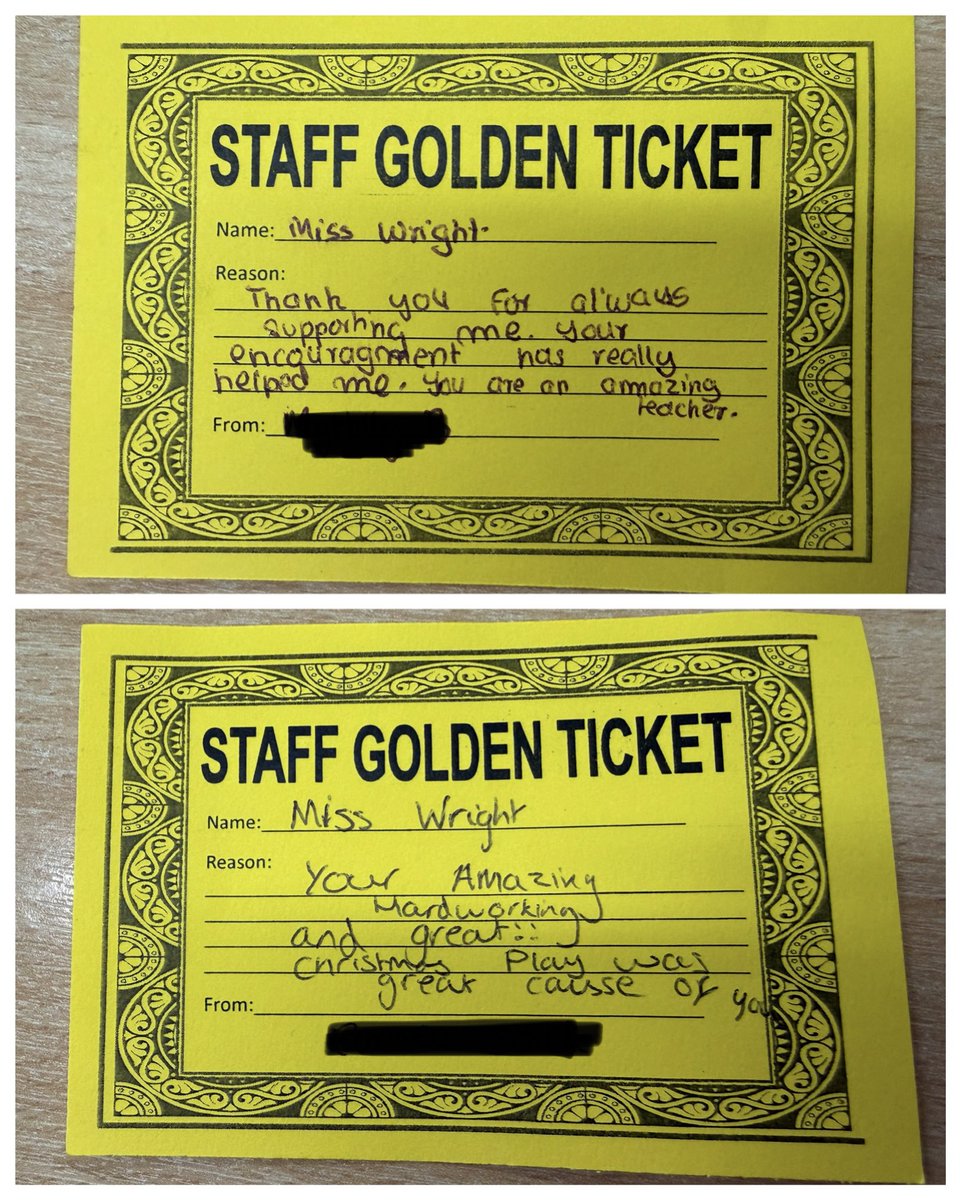 STAFF GOLDEN TICKET
Name: Miss Wright.
Reason:
Thank you for always
supporting me. Your
encouragment has really
helped me. You are an amazing
teacher.
From:
STAFF GOLDEN TICKET
Name: Miss Wright
Reason:
Your Amazing
Hardworking
and great!!
Christmas Play was
great causse of you
From: